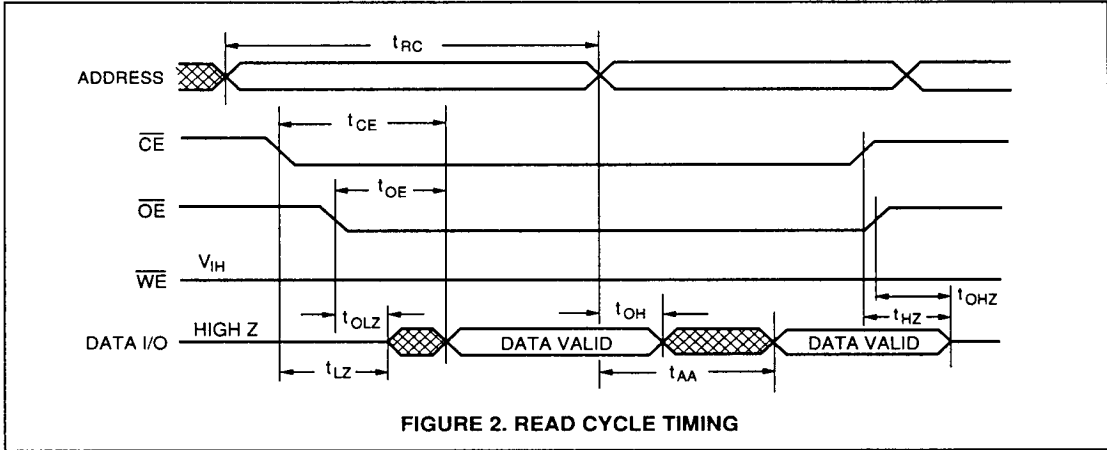 tRC
ADDRESS
tCE
CE
tOE
OE
VIH
WE
tOLZ
tOH
tOHZ
tHZ
HIGH Z
DATA I/O
DATA VALID
DATA VALID
tLZ
tAA
FIGURE 2. READ CYCLE TIMING